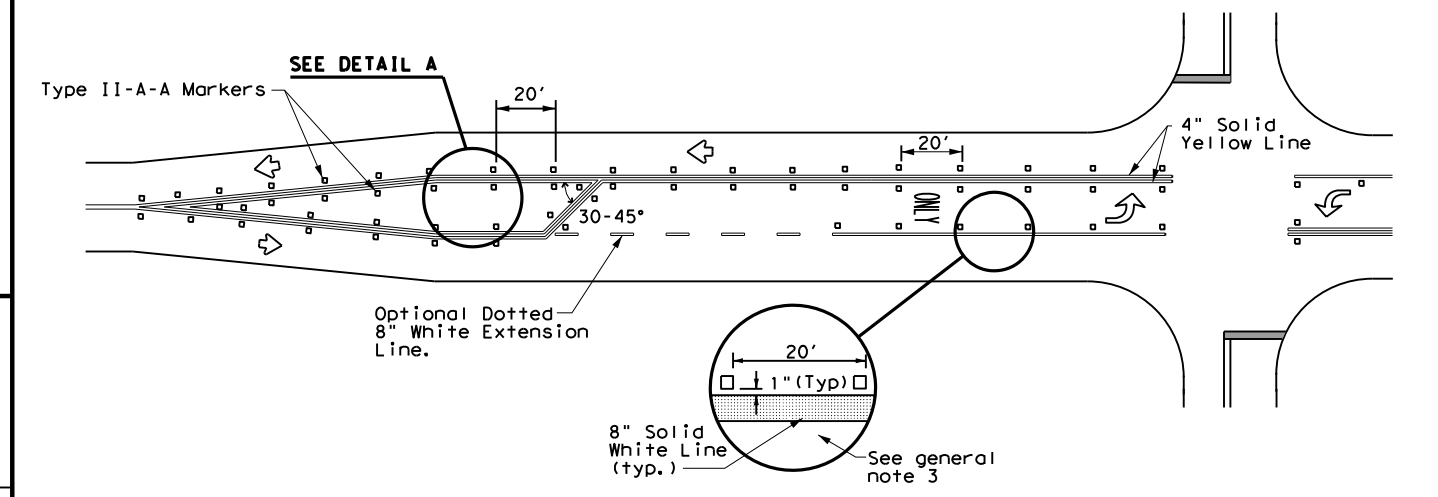 SEE DETAIL A
Type II-A-A Markers
20'
20'
4" Solid
Yellow Line
ONLY
30-45°
Optional Dotted
8" White Extension
Line.
20'
1"(Typ)
8" Solid
White Line
(typ.)
See general
note 3